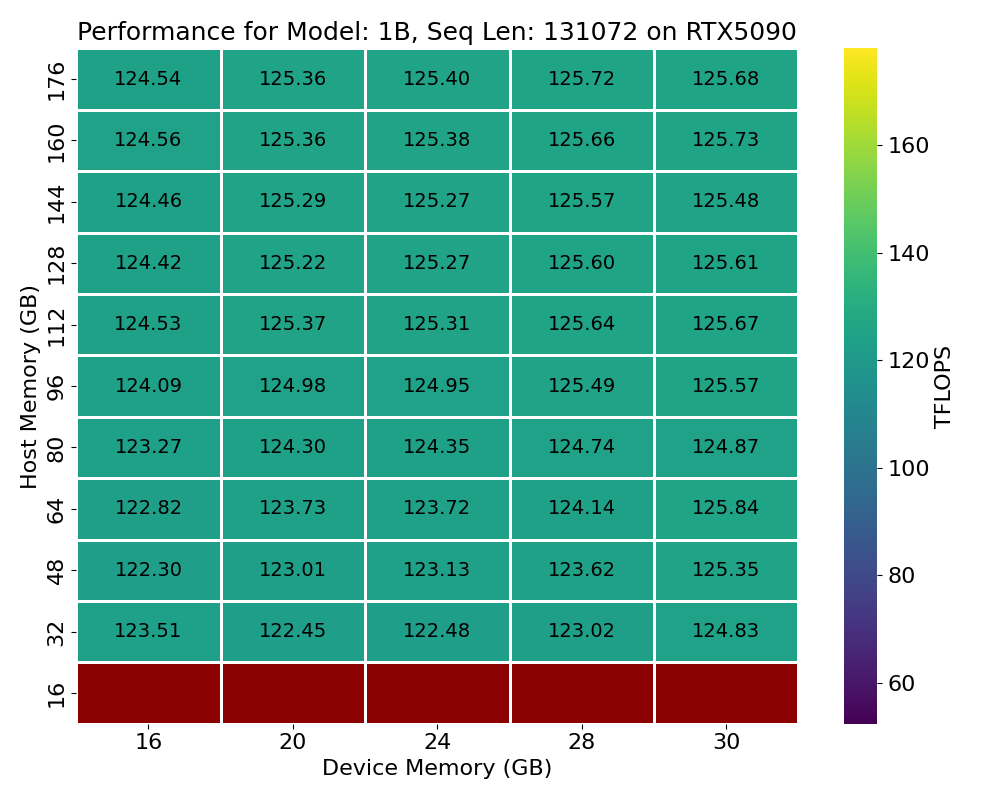 Performance for Model: 1B, Seq Len: 131072 on RTX5090
176 124.54 125.36 125.40 125.72 125.68
160 124.56 125.36 125.38 125.66 125.73
144 124.46 125.29 125.27 125.57 125.48
128 124.42 125.22 125.27 125.60 125.61
112 124.53 125.37 125.31 125.64 125.67
96 124.09 124.98 124.95 125.49 125.57
80 123.27 124.30 124.35 124.74 124.87
64 122.82 123.73 123.72 124.14 125.84
48 122.30 123.01 123.13 123.62 125.35
32 123.51 122.45 122.48 123.02 124.83
16
16 20 24 28 30
Device Memory (GB)
Host Memory (GB)
160
140
120
100
80
60
TFLOPS